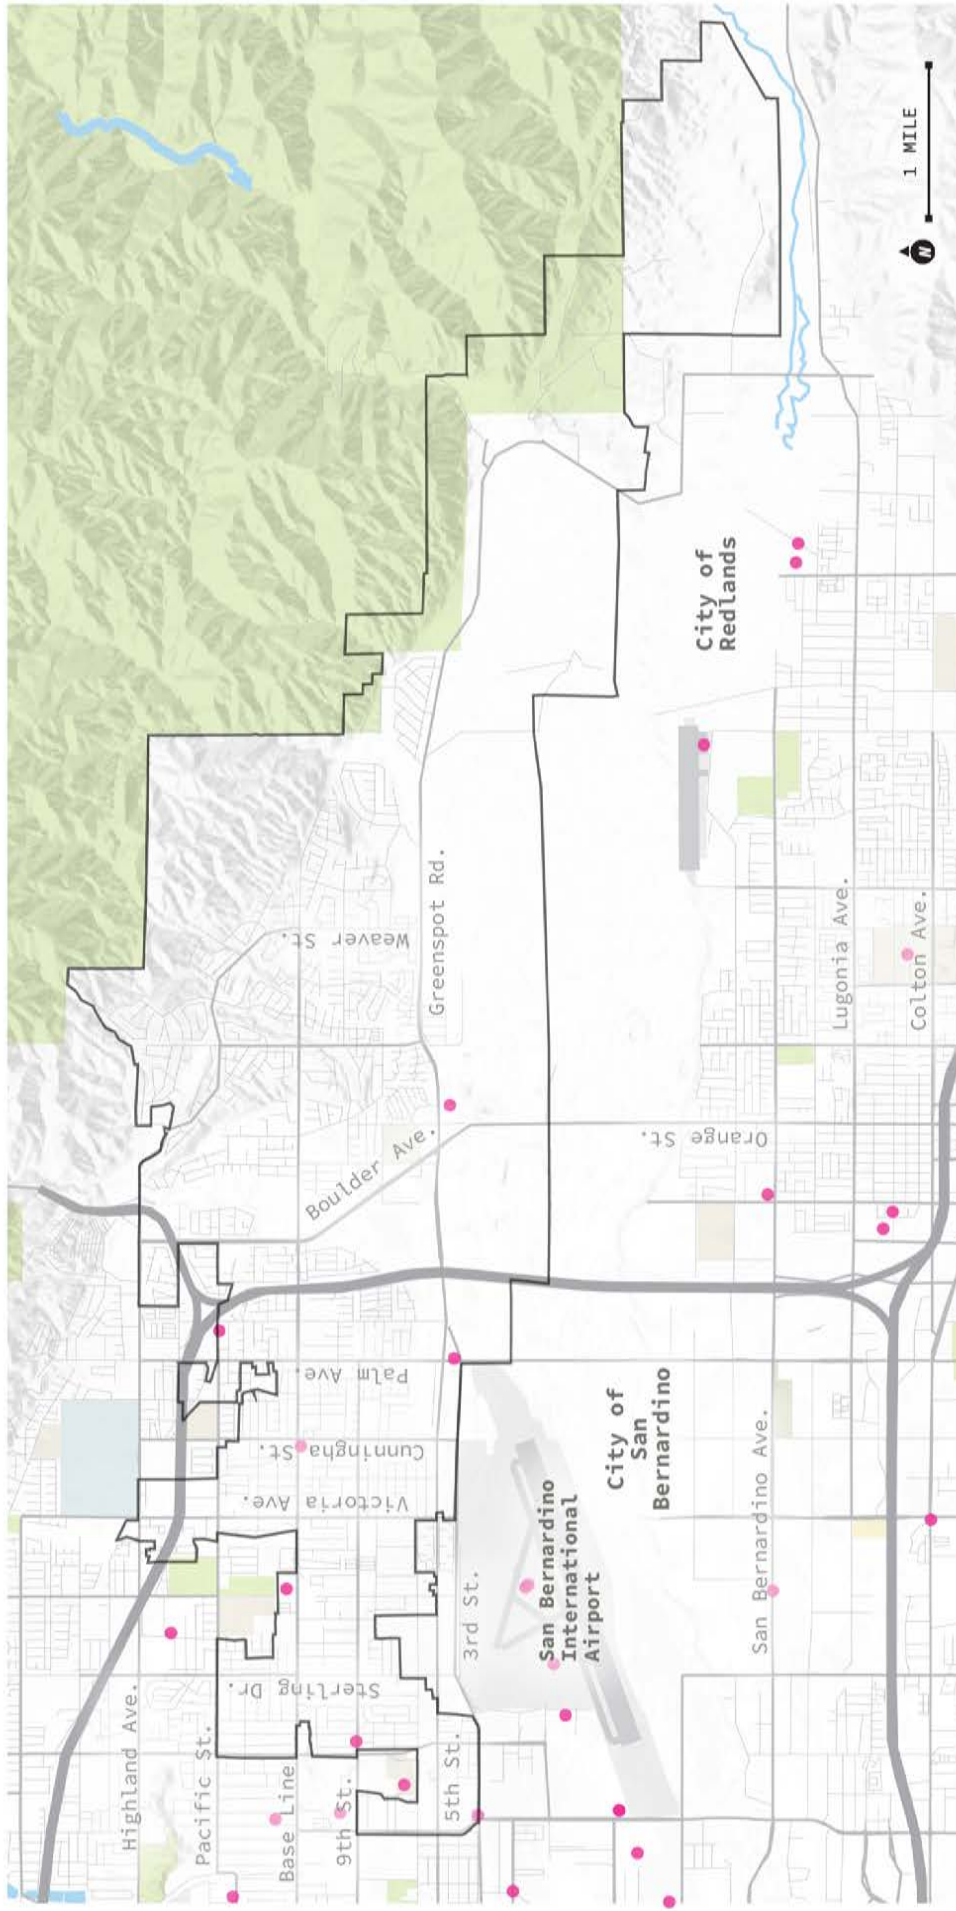 Highland Ave.
Pacific St.
Base Line
9th St.
5th St.
3rd St.
Sterling Dr.
Victoria Ave.
Cunningha St.
Palm Ave.
Boulder Ave.
Weaver St.
Greenspot Rd.
Orange St.
San Bernardino
International
Airport
City of
San
Bernardino
San Bernardino Ave.
City of
Redlands
Lugonia Ave.
Colton Ave.
N
1 MILE